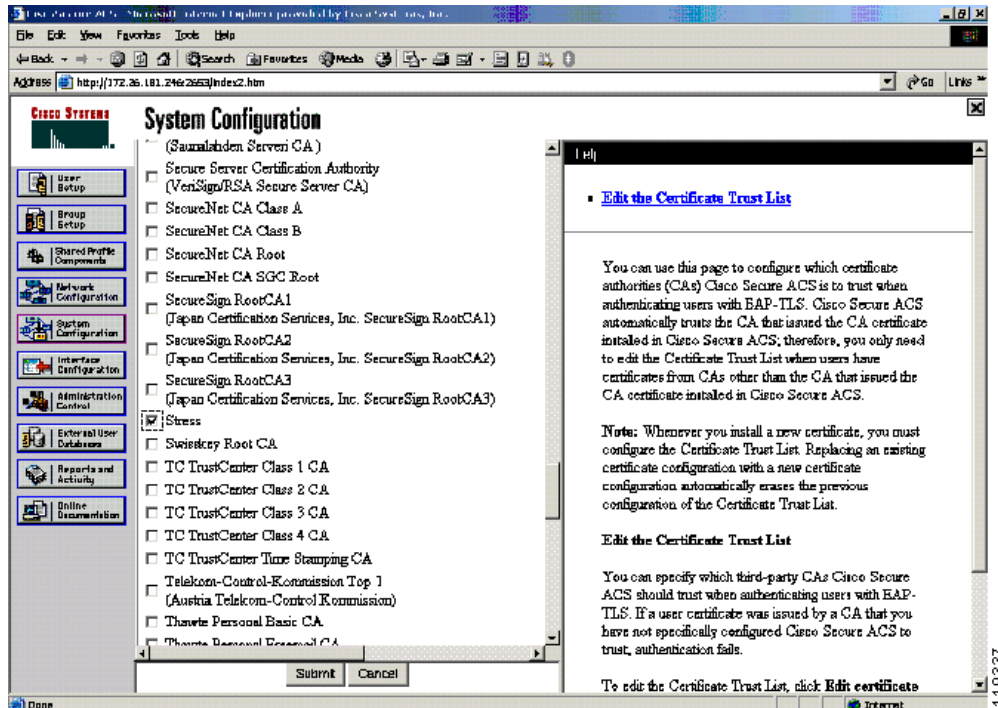 File Edit View Favorites Tools Help
Back Search Favorites Media
Address http://172.26.181.246:2653/index2.htm Go Links
CISCO SYSTEMS
System Configuration
User Setup
Group Setup
Shared Profile Components
Network Configuration
System Configuration
Interface Configuration
Administration Control
External User Databases
Reports and Activity
Online Documentation
(Saunalahden Serveri CA)
Secure Server Certification Authority
(VeriSign/RSA Secure Server CA)
SecureNet CA Class A
SecureNet CA Class B
SecureNet CA Root
SecureNet CA SGC Root
SecureSign RootCA1
(Japan Certification Services, Inc. SecureSign RootCA1)
SecureSign RootCA2
(Japan Certification Services, Inc. SecureSign RootCA2)
SecureSign RootCA3
(Japan Certification Services, Inc. SecureSign RootCA3)
Stress
Swisskey Root CA
TC TrustCenter Class 1 CA
TC TrustCenter Class 2 CA
TC TrustCenter Class 3 CA
TC TrustCenter Class 4 CA
TC TrustCenter Time Stamping CA
Telekom-Control-Kommission Top 1
(Austria Telekom-Control Kommission)
Thawte Personal Basic CA
Thawte Personal Freemail CA
Submit Cancel
Help
Edit the Certificate Trust List
You can use this page to configure which certificate
authorities (CAs) Cisco Secure ACS is to trust when
authenticating users with EAP-TLS. Cisco Secure ACS
automatically trusts the CA that issued the CA certificate
installed in Cisco Secure ACS; therefore, you only need
to edit the Certificate Trust List when users have
certificates from CAs other than the CA that issued the
CA certificate installed in Cisco Secure ACS.
Note: Whenever you install a new certificate, you must
configure the Certificate Trust List. Replacing an existing
certificate configuration with a new certificate
configuration automatically erases the previous
configuration of the Certificate Trust List.
Edit the Certificate Trust List
You can specify which third-party CAs Cisco Secure
ACS should trust when authenticating users with EAP-
TLS. If a user certificate was issued by a CA that you
have not specifically configured Cisco Secure ACS to
trust, authentication fails.
To edit the Certificate Trust List, click Edit certificate
Done
Internet